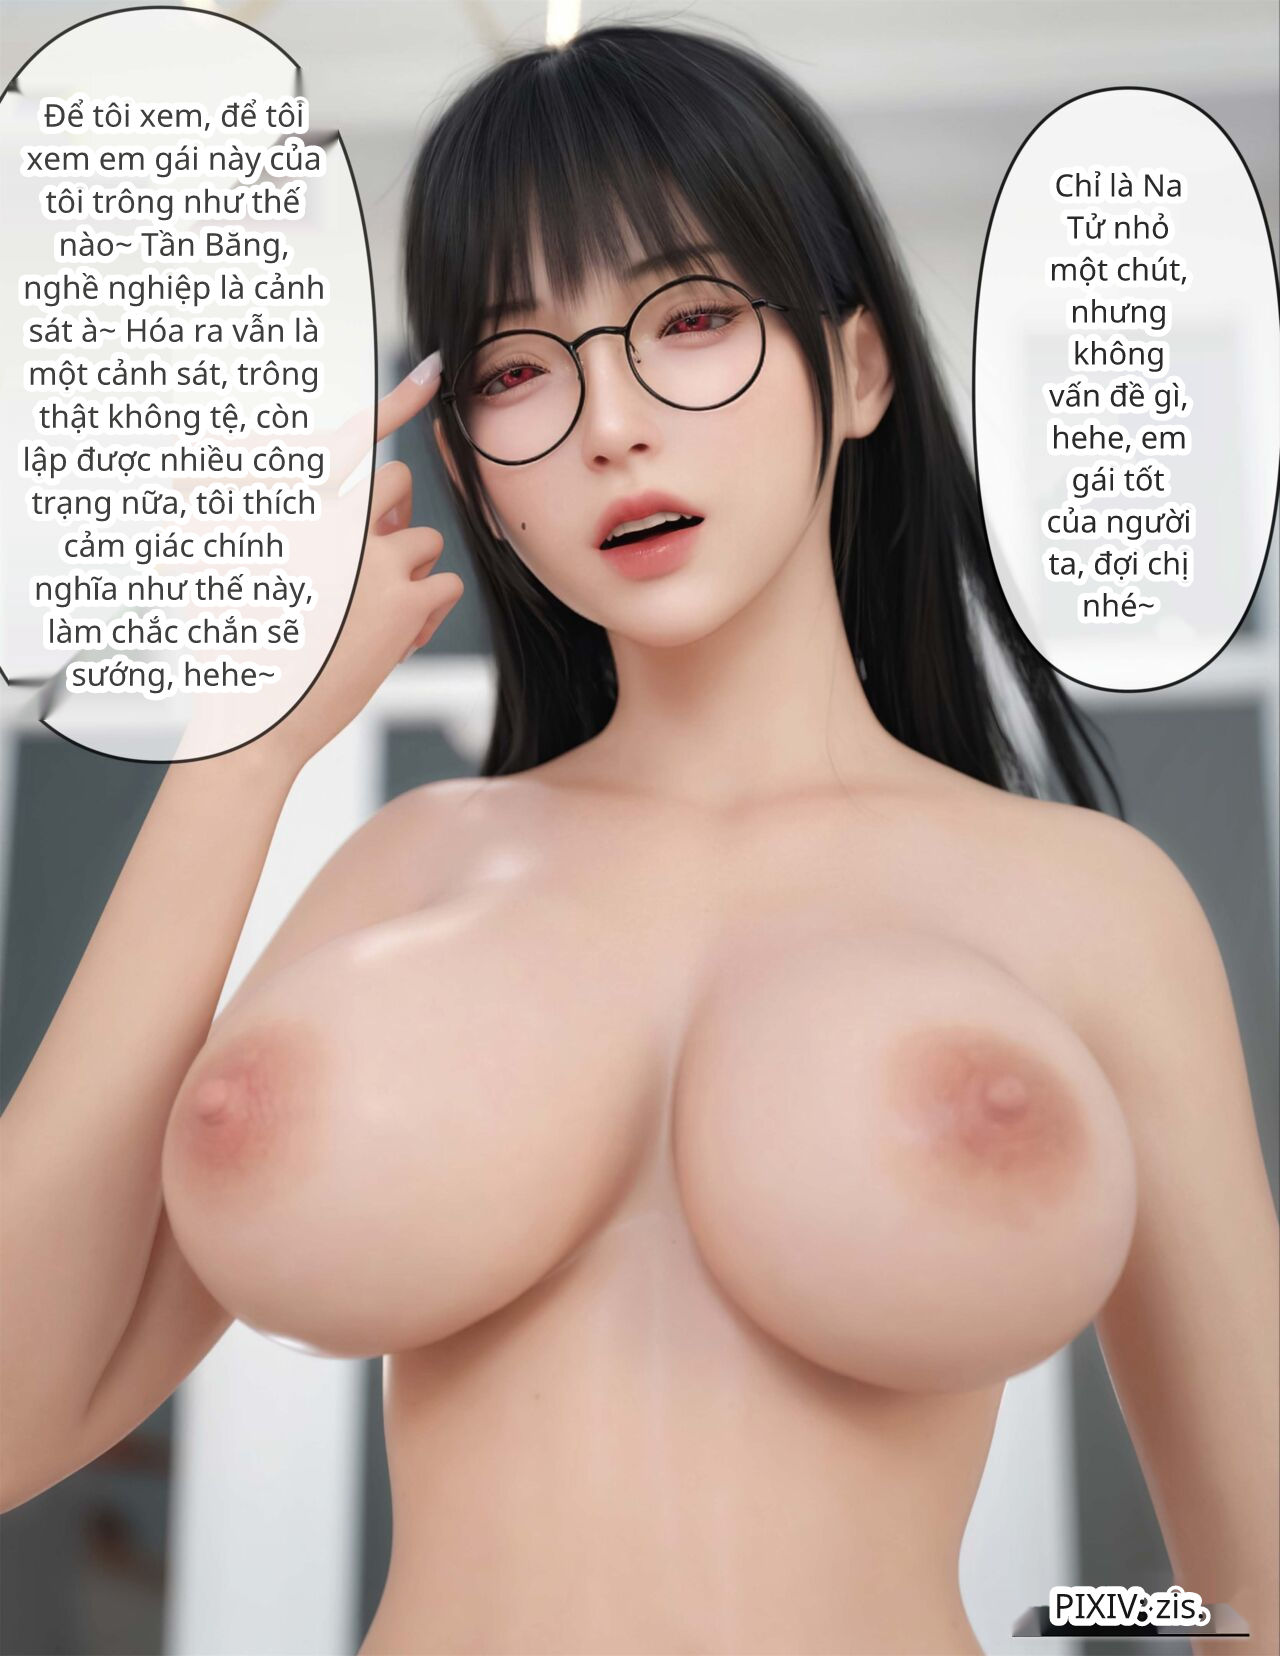 Để tôi xem, để tôi
xem em gái này của
tôi trông như thế
nào~ Tần Băng,
nghề nghiệp là cảnh
sát à~ Hóa ra vẫn là
một cảnh sát, trông
thật không tệ, còn
lập được nhiều công
trạng nữa, tôi thích
cảm giác chính
nghĩa như thế này,
làm chắc chắn sẽ
sướng, hehe~
Chỉ là Na
Tử nhỏ
một chút,
nhưng
không
vấn đề gì,
hehe, em
gái tốt
của người
ta, đợi chị
nhé~
PIXIV: zis.